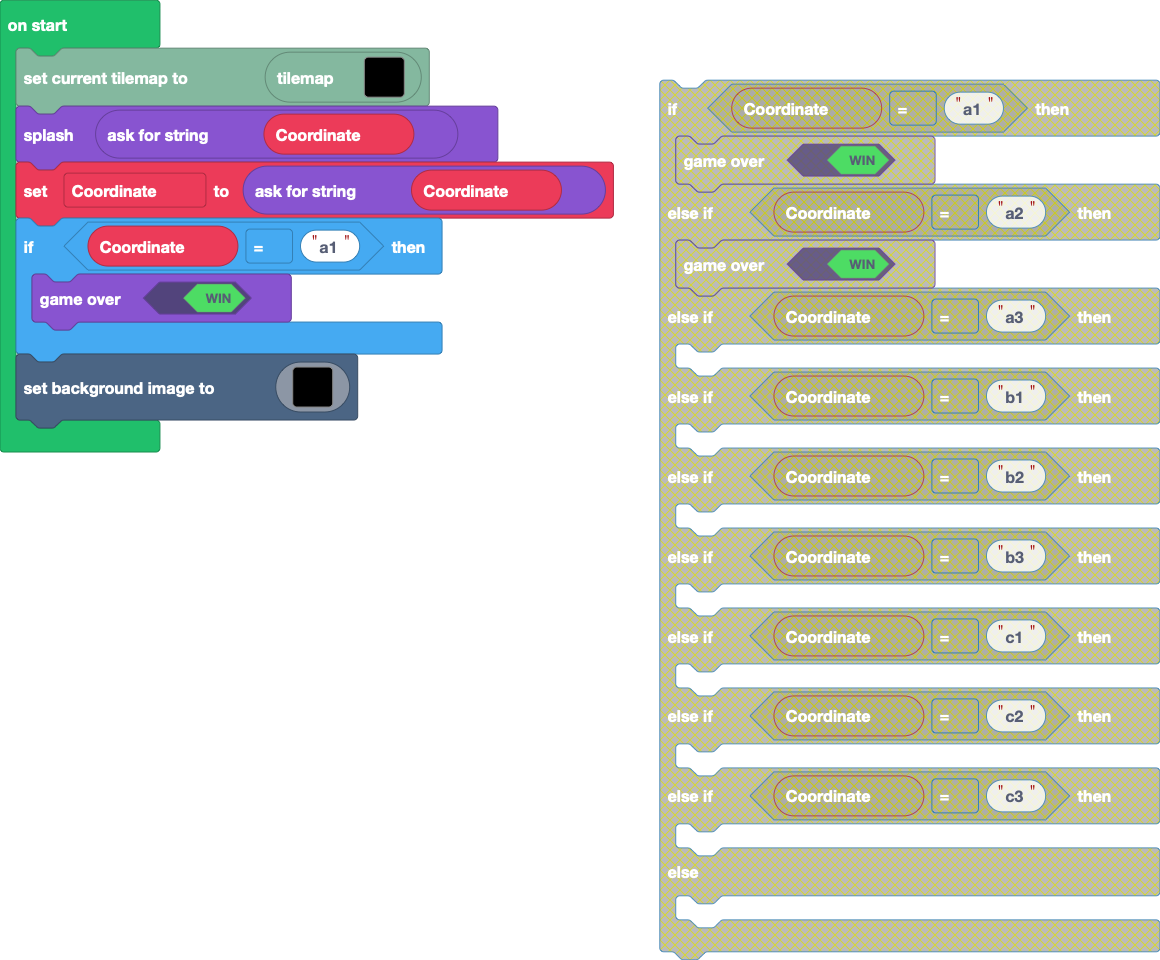 on start
set current tilemap to tilemap
splash ask for string Coordinate
set Coordinate to ask for string Coordinate
if Coordinate = "a1" then
game over WIN
set background image to
if Coordinate = "a1" then
game over WIN
else if Coordinate = "a2" then
game over WIN
else if Coordinate = "a3" then
else if Coordinate = "b1" then
else if Coordinate = "b2" then
else if Coordinate = "b3" then
else if Coordinate = "c1" then
else if Coordinate = "c2" then
else if Coordinate = "c3" then
else